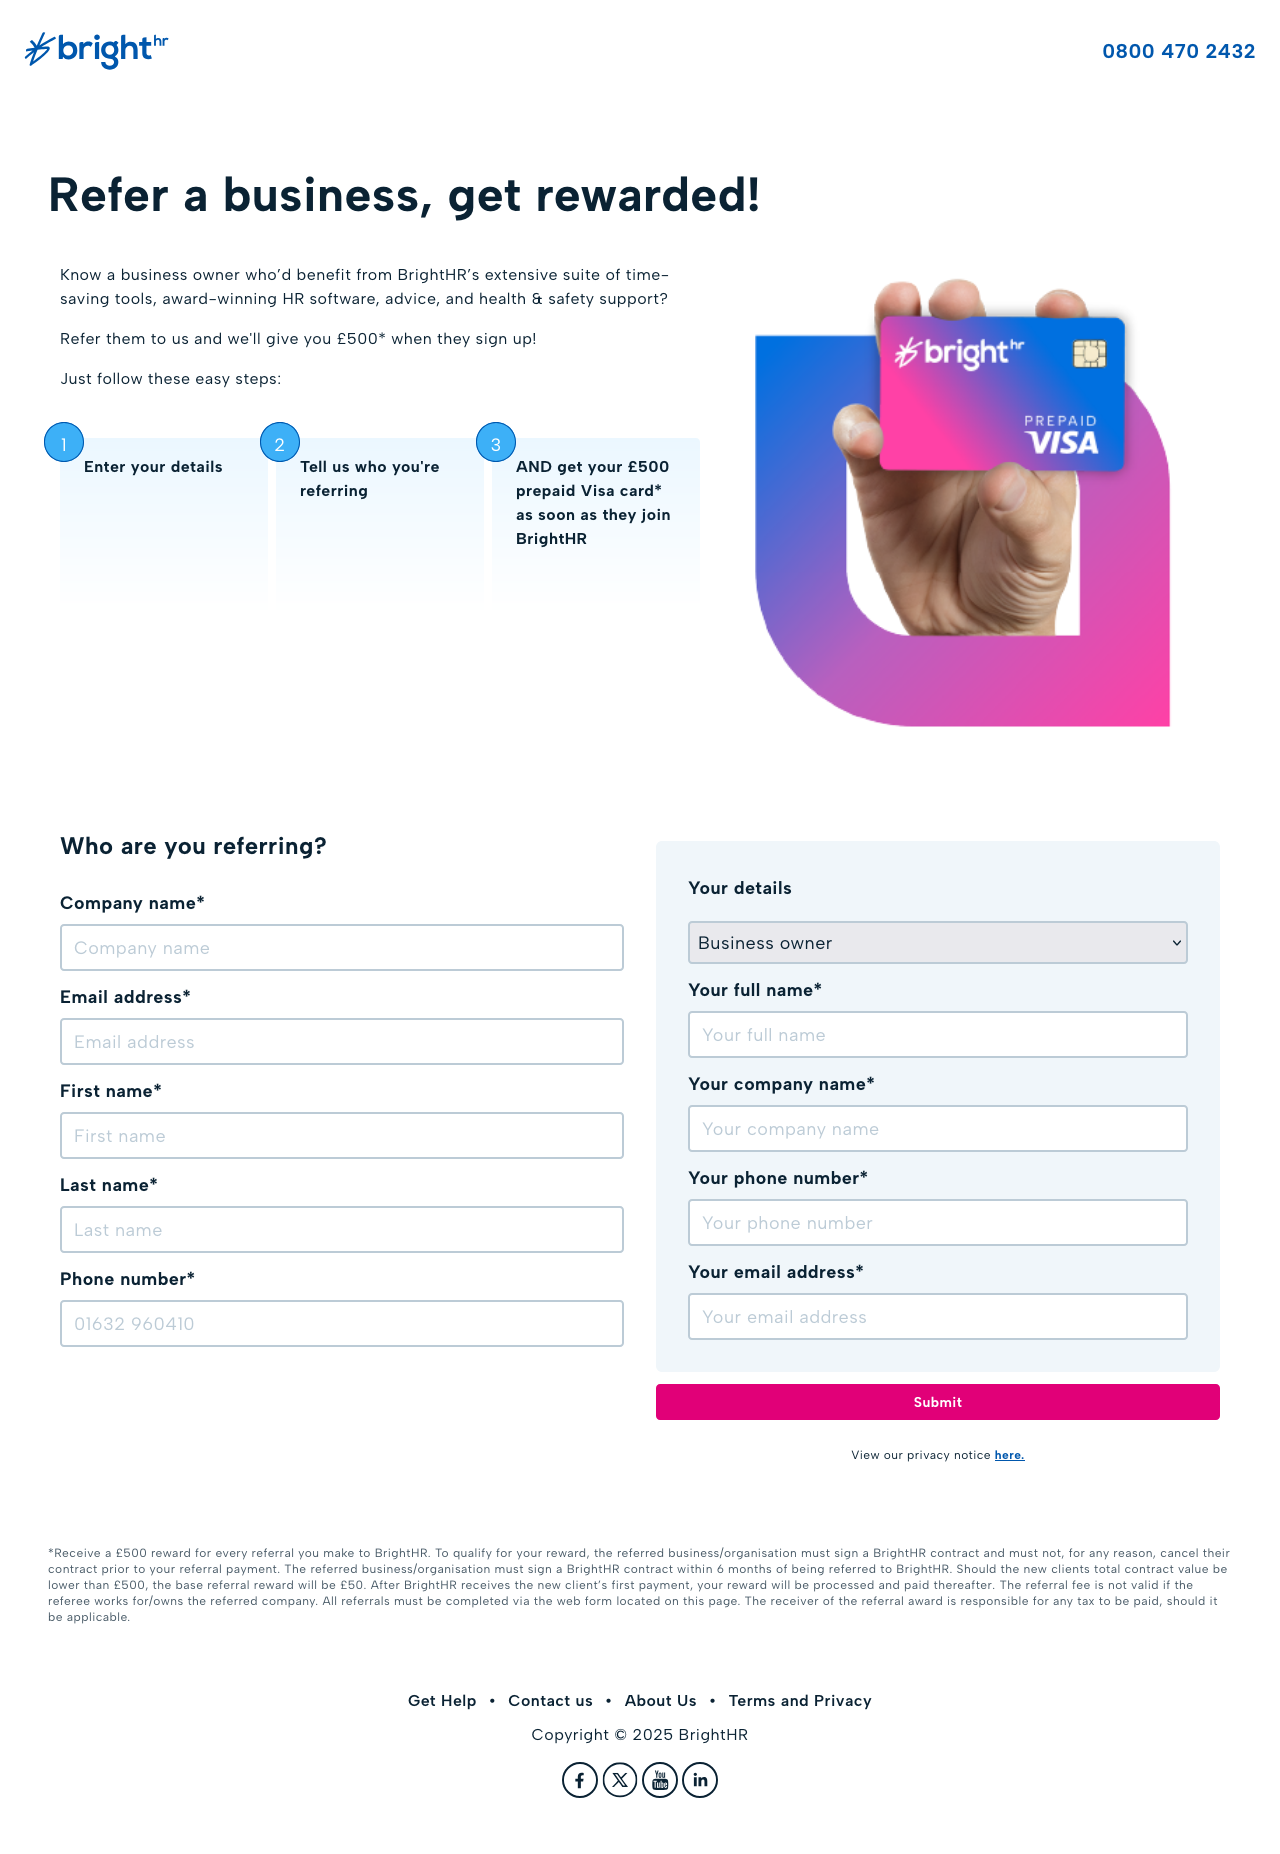 bright hr
0800 470 2432
Refer a business, get rewarded!
Know a business owner who’d benefit from BrightHR’s extensive suite of time-
saving tools, award-winning HR software, advice, and health & safety support?
Refer them to us and we'll give you £500* when they sign up!
Just follow these easy steps:
1
Enter your details
2
Tell us who you're
referring
3
AND get your £500
prepaid Visa card*
as soon as they join
BrightHR
bright hr
PREPAID
VISA
Who are you referring?
Company name*
Company name
Email address*
Email address
First name*
First name
Last name*
Last name
Phone number*
01632 960410
Your details
Business owner
Your full name*
Your full name
Your company name*
Your company name
Your phone number*
Your phone number
Your email address*
Your email address
Submit
View our privacy notice here.
*Receive a £500 reward for every referral you make to BrightHR. To qualify for your reward, the referred business/organisation must sign a BrightHR contract and must not, for any reason, cancel their
contract prior to your referral payment. The referred business/organisation must sign a BrightHR contract within 6 months of being referred to BrightHR. Should the new clients total contract value be
lower than £500, the base referral reward will be £50. After BrightHR receives the new client’s first payment, your reward will be processed and paid thereafter. The referral fee is not valid if the
referee works for/owns the referred company. All referrals must be completed via the web form located on this page. The receiver of the referral award is responsible for any tax to be paid, should it
be applicable.
Get Help • Contact us • About Us • Terms and Privacy
Copyright © 2025 BrightHR
f X You Tube in